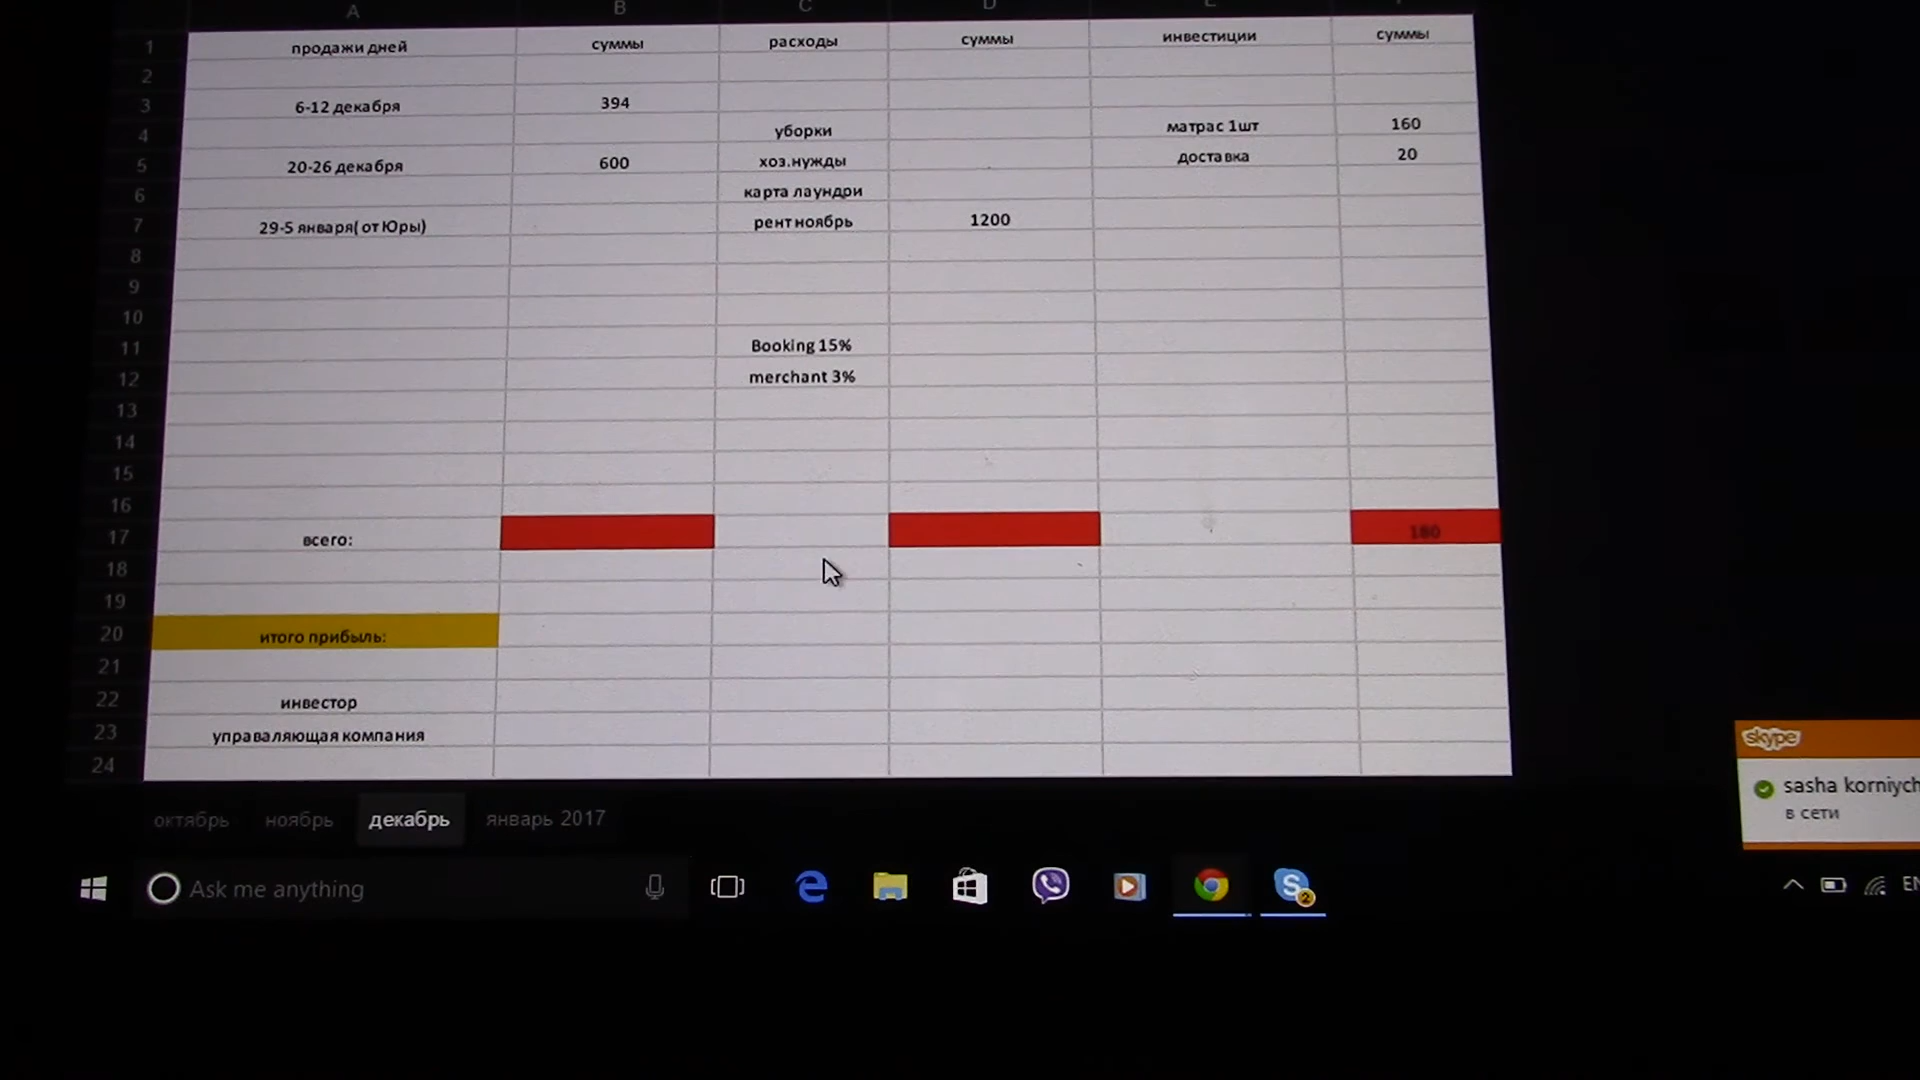 A B C D
1 продажи дней суммы расходы суммы инвестиции суммы
2
3 6-12 декабря 394
4 уборки матрас 1шт 160
5 20-26 декабря 600 хоз.нужды доставка 20
6 карта лаундри
7 29-5 января( от Юры) рент ноябрь 1200
8
9
10
11 Booking 15%
12 merchant 3%
13
14
15
16
17 всего: 180
18
19
20 итого прибыль:
21
22 инвестор
23 управаляющая компания
24
октябрь ноябрь декабрь январь 2017
skype
sasha korniych
в сети
Ask me anything
2
EN